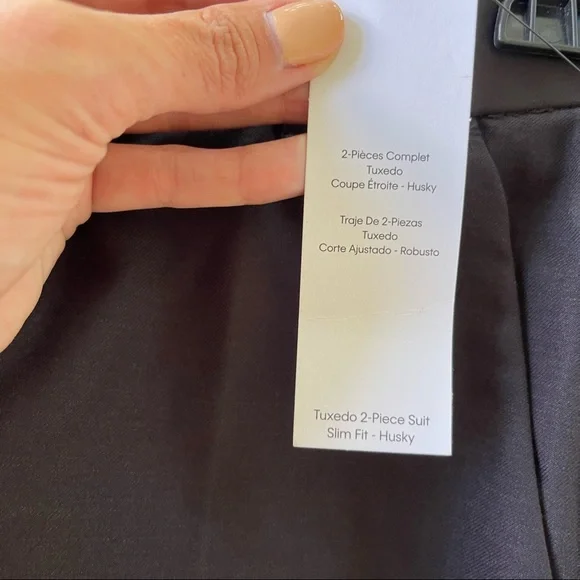 2-Pièces Complet
Tuxedo
Coupe Étroite - Husky
Traje De 2-Piezas
Tuxedo
Corte Ajustado - Robusto
Tuxedo 2-Piece Suit
Slim Fit - Husky